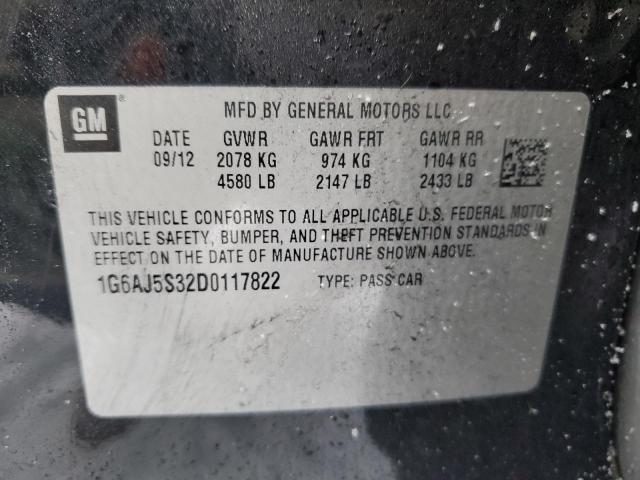 GM
MFD BY GENERAL MOTORS LLC
DATE GVWR GAWR FRT GAWR RR
09/12 2078 KG 974 KG 1104 KG
4580 LB 2147 LB 2433 LB
THIS VEHICLE CONFORMS TO ALL APPLICABLE U.S. FEDERAL MOTOR
VEHICLE SAFETY, BUMPER, AND THEFT PREVENTION STANDARDS IN
EFFECT ON THE DATE OF MANUFACTURE SHOWN ABOVE.
1G6AJ5S32D0117822 TYPE: PASS CAR